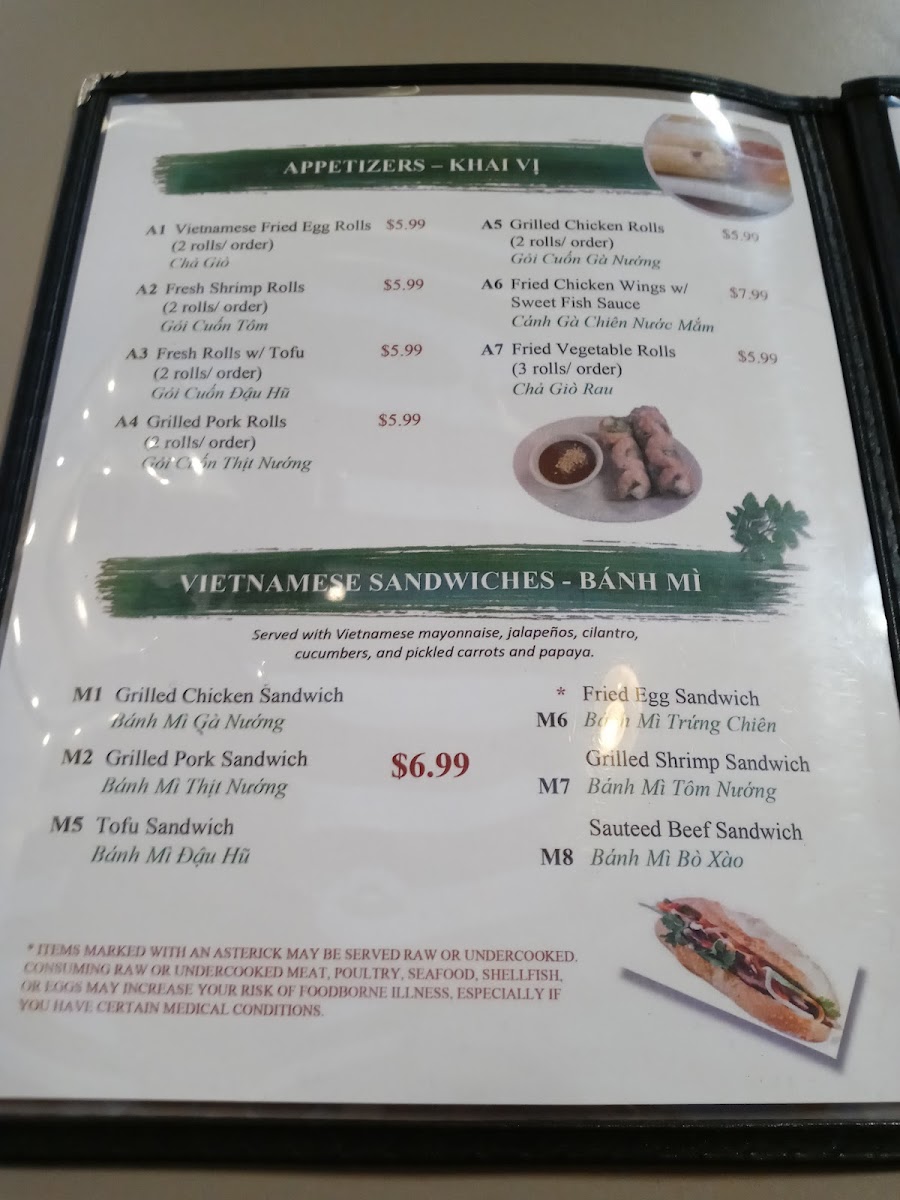 APPETIZERS – KHAI VỊ
A1 Vietnamese Fried Egg Rolls $5.99
(2 rolls/ order)
Chả Giò
A2 Fresh Shrimp Rolls $5.99
(2 rolls/ order)
Gỏi Cuốn Tôm
A3 Fresh Rolls w/ Tofu $5.99
(2 rolls/ order)
Gỏi Cuốn Đậu Hũ
A4 Grilled Pork Rolls $5.99
(2 rolls/ order)
Gỏi Cuốn Thịt Nướng
A5 Grilled Chicken Rolls $5.99
(2 rolls/ order)
Gỏi Cuốn Gà Nướng
A6 Fried Chicken Wings w/ $7.99
Sweet Fish Sauce
Cánh Gà Chiên Nước Mắm
A7 Fried Vegetable Rolls $5.99
(3 rolls/ order)
Chả Giò Rau
VIETNAMESE SANDWICHES - BÁNH MÌ
Served with Vietnamese mayonnaise, jalapeños, cilantro,
cucumbers, and pickled carrots and papaya.
M1 Grilled Chicken Sandwich
Bánh Mì Gà Nướng
M2 Grilled Pork Sandwich
Bánh Mì Thịt Nướng
M5 Tofu Sandwich
Bánh Mì Đậu Hũ
$6.99
* Fried Egg Sandwich
M6 Bánh Mì Trứng Chiên
Grilled Shrimp Sandwich
M7 Bánh Mì Tôm Nướng
Sauteed Beef Sandwich
M8 Bánh Mì Bò Xào
* ITEMS MARKED WITH AN ASTERICK MAY BE SERVED RAW OR UNDERCOOKED.
CONSUMING RAW OR UNDERCOOKED MEAT, POULTRY, SEAFOOD, SHELLFISH,
OR EGGS MAY INCREASE YOUR RISK OF FOODBORNE ILLNESS, ESPECIALLY IF
YOU HAVE CERTAIN MEDICAL CONDITIONS.